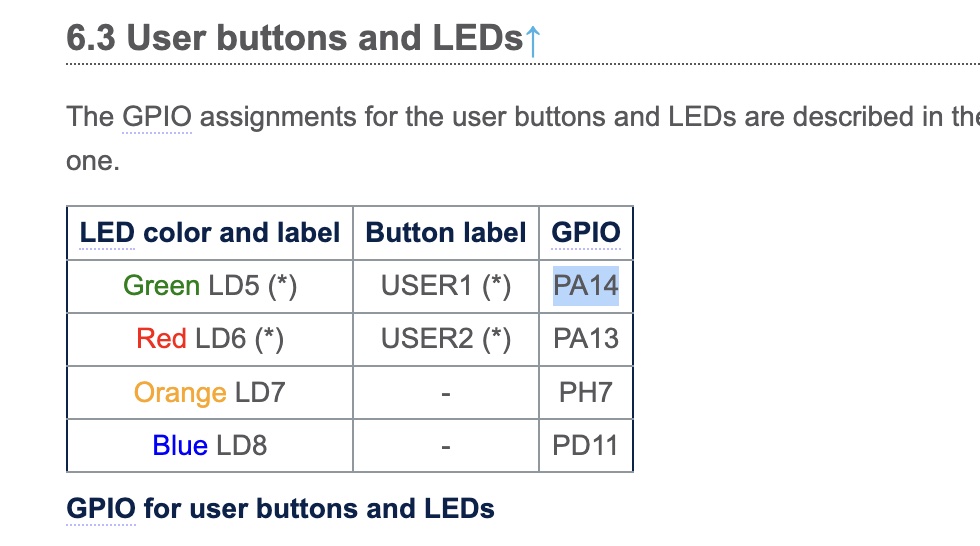 6.3 User buttons and LEDs↑
The GPIO assignments for the user buttons and LEDs are described in the
one.
LED color and label Button label GPIO
Green LD5 (*) USER1 (*) PA14
Red LD6 (*) USER2 (*) PA13
Orange LD7 - PH7
Blue LD8 - PD11
GPIO for user buttons and LEDs